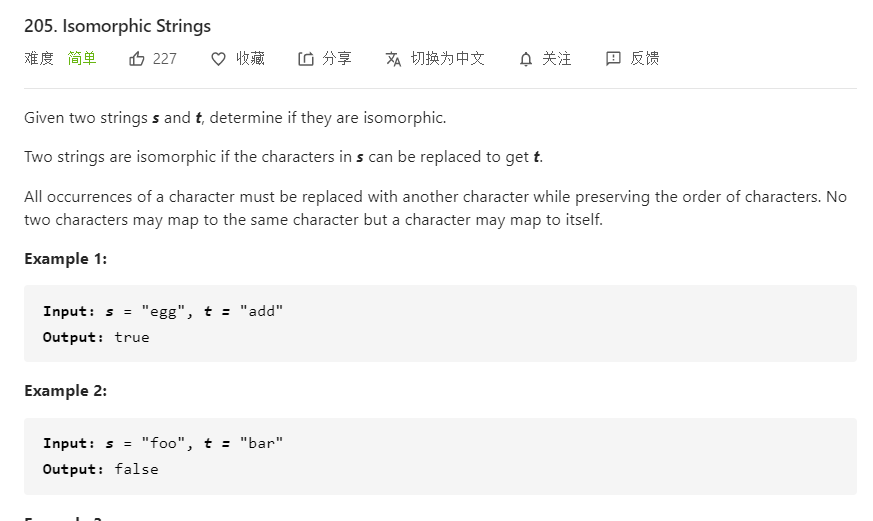 205. Isomorphic Strings
难度 简单 227 收藏 分享 切换为中文 关注 反馈
Given two strings s and t, determine if they are isomorphic.
Two strings are isomorphic if the characters in s can be replaced to get t.
All occurrences of a character must be replaced with another character while preserving the order of characters. No
two characters may map to the same character but a character may map to itself.
Example 1:
Input: s = "egg", t = "add"
Output: true
Example 2:
Input: s = "foo", t = "bar"
Output: false